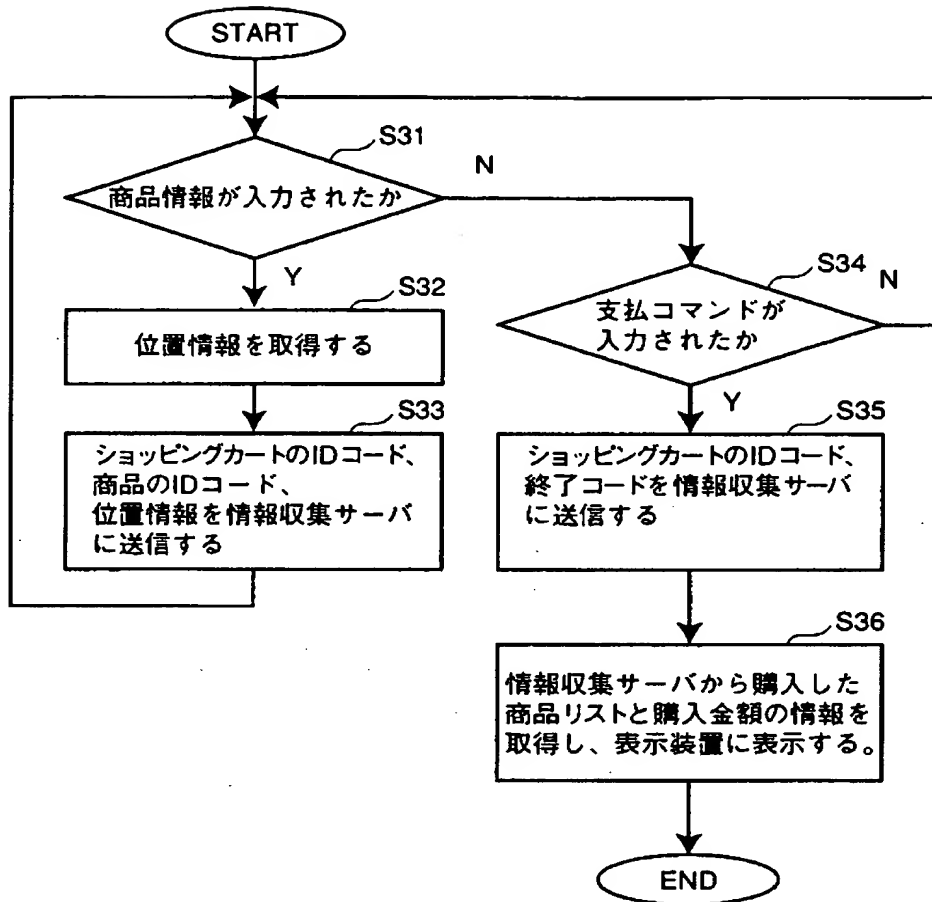 START
S31
商品情報が入力されたか
N
Y
S32
位置情報を取得する
S33
ショッピングカートのIDコード、
商品のIDコード、
位置情報を情報収集サーバ
に送信する
S34
N
支払コマンドが
入力されたか
Y
S35
ショッピングカートのIDコード、
終了コードを情報収集サーバ
に送信する
S36
情報収集サーバから購入した
商品リストと購入金額の情報を
取得し、表示装置に表示する。
END